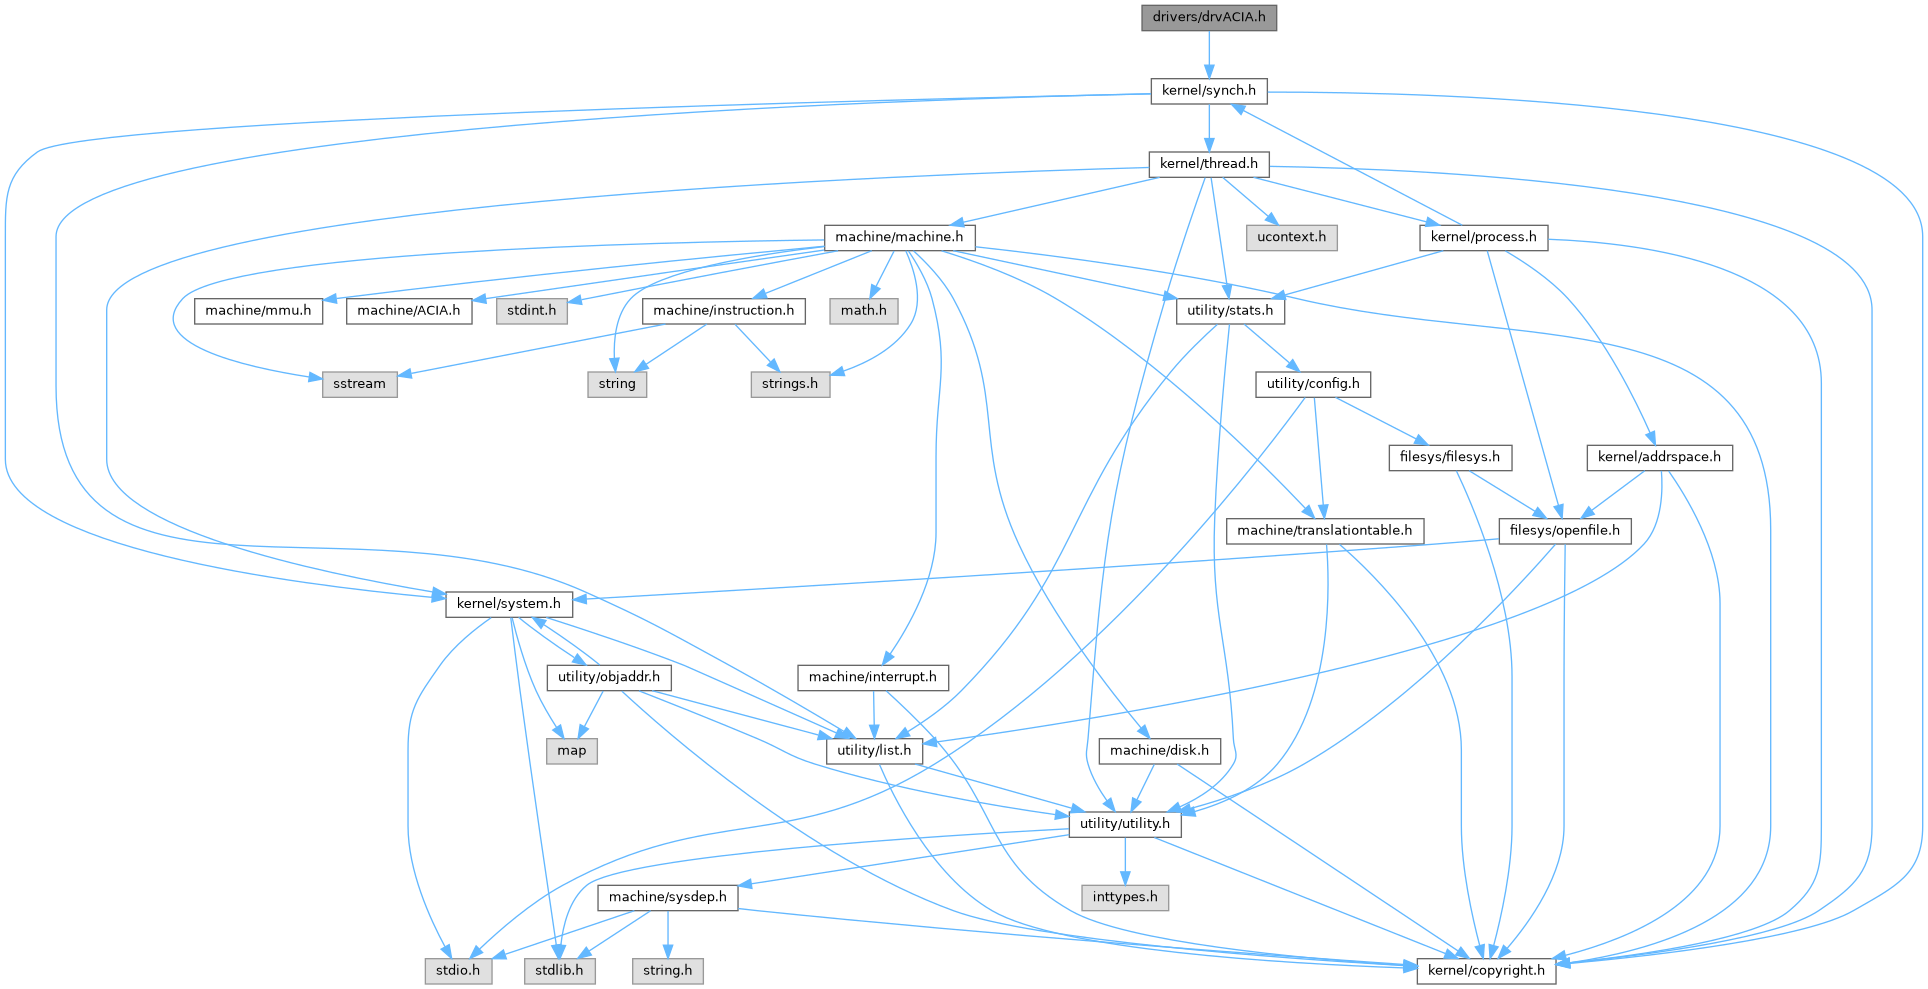 drivers/drvACIA.h
kernel/synch.h
kernel/thread.h
machine/machine.h
ucontext.h
kernel/process.h
machine/mmu.h
machine/ACIA.h
stdint.h
machine/instruction.h
math.h
utility/stats.h
sstream
string
strings.h
utility/config.h
filesys/filesys.h
kernel/addrspace.h
machine/translationtable.h
filesys/openfile.h
kernel/system.h
utility/objaddr.h
machine/interrupt.h
map
utility/list.h
machine/disk.h
utility/utility.h
machine/sysdep.h
inttypes.h
stdio.h
stdlib.h
string.h
kernel/copyright.h